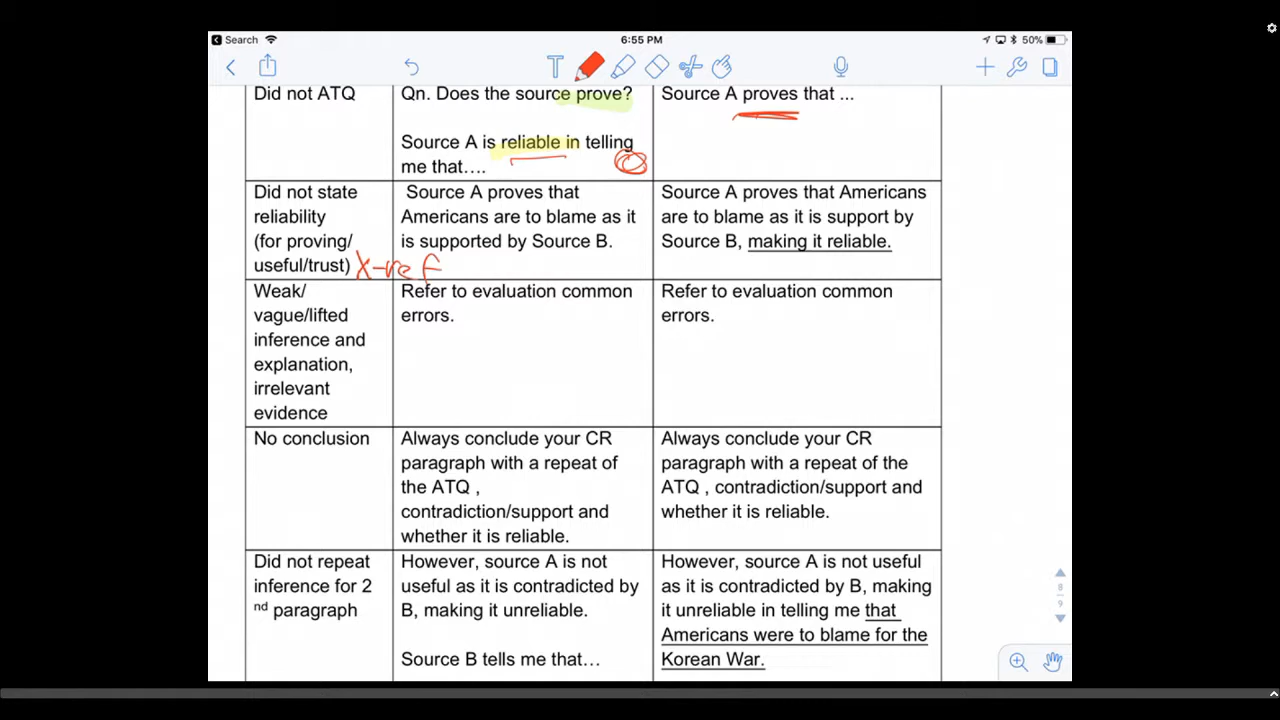 Search
6:55 PM
50%
T
Did not ATQ
Qn. Does the source prove?
Source A is reliable in telling
me that….
Source A proves that ...
Did not state
reliability
(for proving/
useful/trust)
X-ref
Source A proves that
Americans are to blame as it
is supported by Source B.
Source A proves that Americans
are to blame as it is support by
Source B, making it reliable.
Weak/
vague/lifted
inference and
explanation,
irrelevant
evidence
Refer to evaluation common
errors.
Refer to evaluation common
errors.
No conclusion
Always conclude your CR
paragraph with a repeat of
the ATQ ,
contradiction/support and
whether it is reliable.
Always conclude your CR
paragraph with a repeat of the
ATQ , contradiction/support and
whether it is reliable.
Did not repeat
inference for 2
nd paragraph
However, source A is not
useful as it is contradicted by
B, making it unreliable.
Source B tells me that…
However, source A is not useful
as it is contradicted by B, making
it unreliable in telling me that
Americans were to blame for the
Korean War.
8
9